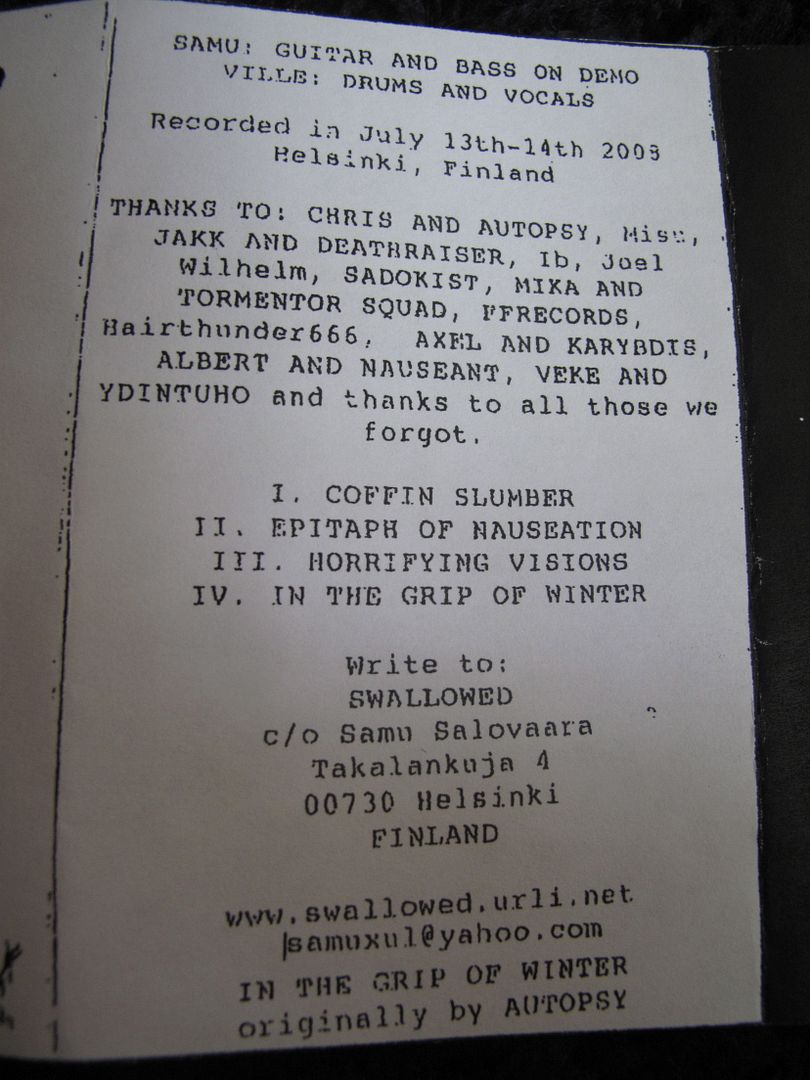 SAMU: GUITAR AND BASS ON DEMO
VILLE: DRUMS AND VOCALS
Recorded in July 13th-14th 2008
Helsinki, Finland
THANKS TO: CHRIS AND AUTOPSY,
JAKK AND DEATHRAISER, Ib, Joel
Wilhelm, SADOKIST, MIKA AND
TORMENTOR SQUAD, FFRECORDS,
Hairthunder666, AXEL AND KARYBDIS,
ALBERT AND NAUSEANT, VEKE AND
YDINTUHO and thanks to all those we
forgot.
I. COFFIN SLUMBER
II. EPITAPH OF NAUSEATION
III. HORRIFYING VISIONS
IV. IN THE GRIP OF WINTER
Write to:
SWALLOWED
c/o Samu Salovaara
Takalankuja 4
00730 Helsinki
FINLAND
www.swallowed.urli.net
samuxul@yahoo.com
IN THE GRIP OF WINTER
originally by AUTOPSY